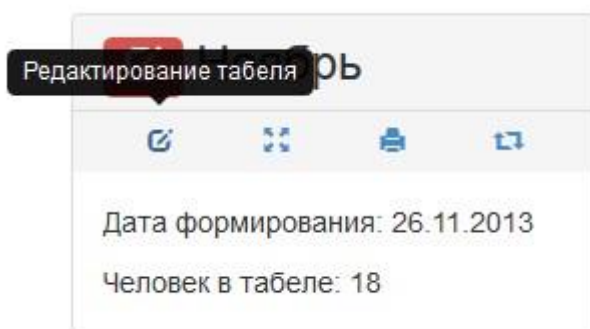 Редактирование табеля
Дата формирования: 26.11.2013
Человек в табеле: 18